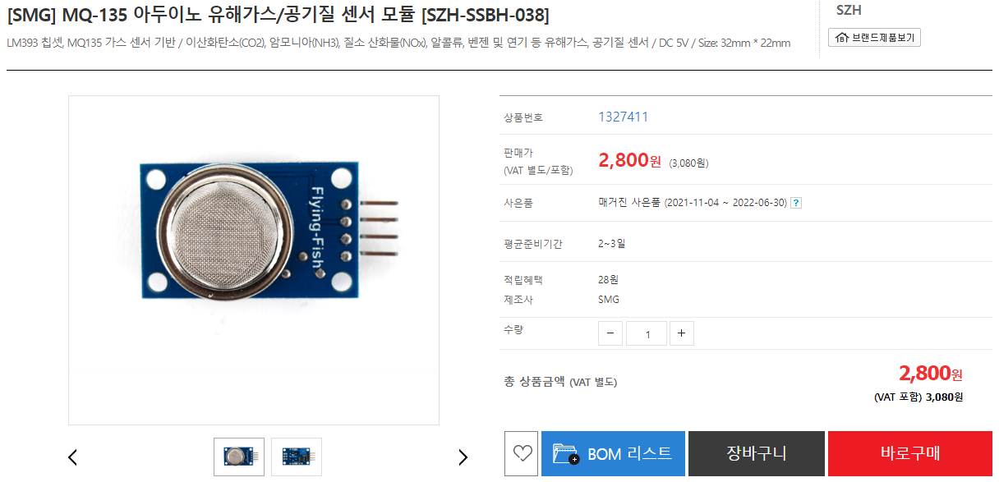 [SMG] MQ-135 아두이노 유해가스/공기질 센서 모듈 [SZH-SSBH-038]
LM393 칩셋, MQ135 가스 센서 기반 / 이산화탄소(CO2), 암모니아(NH3), 질소 산화물(NOx), 알콜류, 벤젠 및 연기 등 유해가스, 공기질 센서 / DC 5V / Size: 32mm * 22mm
SZH
브랜드제품보기
Flying-Fish
상품번호 1327411
판매가
(VAT 별도/포함) 2,800원 (3,080원)
사은품 매거진 사은품 (2021-11-04 ~ 2022-06-30) ?
평균준비기간 2~3일
적립혜택 28원
제조사 SMG
수량 − 1 +
총 상품금액 (VAT 별도) 2,800원
(VAT 포함) 3,080원
BOM 리스트 장바구니 바로구매